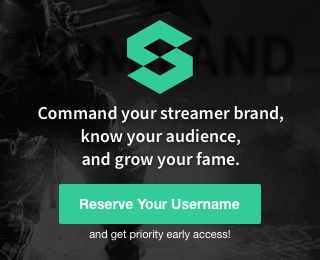 COMMAND
Command your streamer brand,
know your audience,
and grow your fame.
Reserve Your Username
and get priority early access!